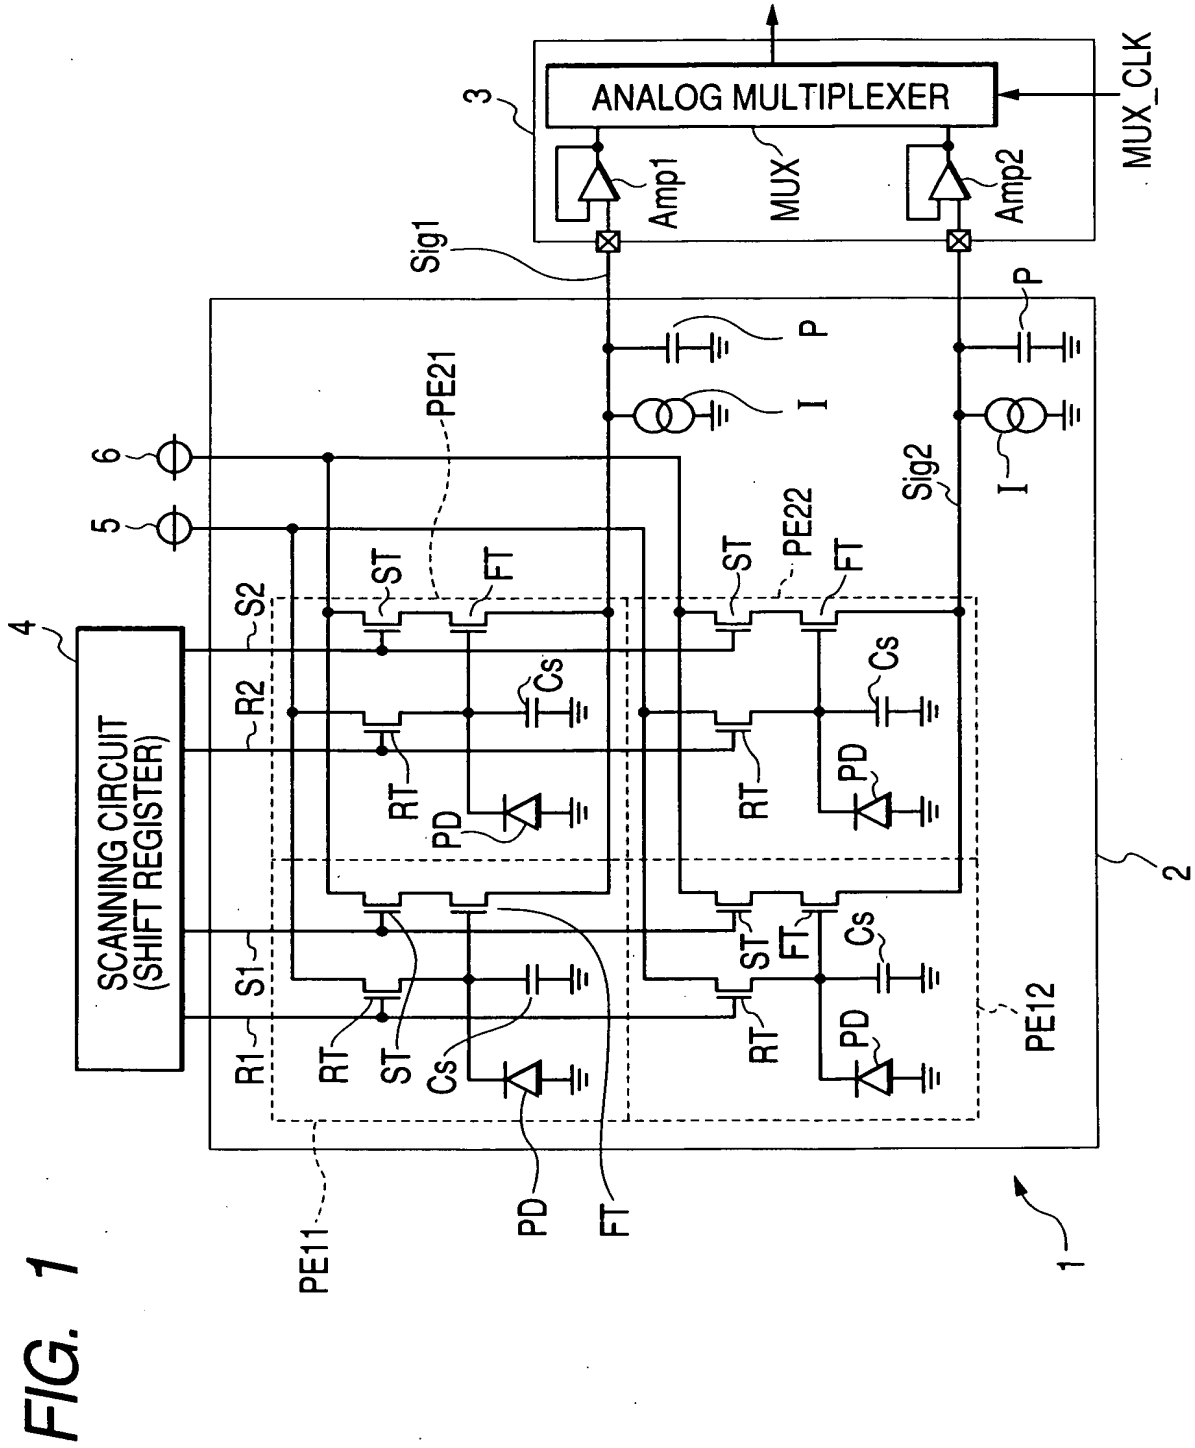 FIG. 1
4
SCANNING CIRCUIT
(SHIFT REGISTER)
5
6
R1
S1
R2
S2
3
ANALOG MULTIPLEXER
MUX
Amp1
Amp2
MUX_CLK
Sig1
Sig2
PE11
PE21
PE22
PE12
RT
ST
Cs
PD
FT
RT
ST
FT
Cs
PD
RT
ST
FT
Cs
PD
RT
ST
FT
Cs
PD
P
I
P
I
1
2